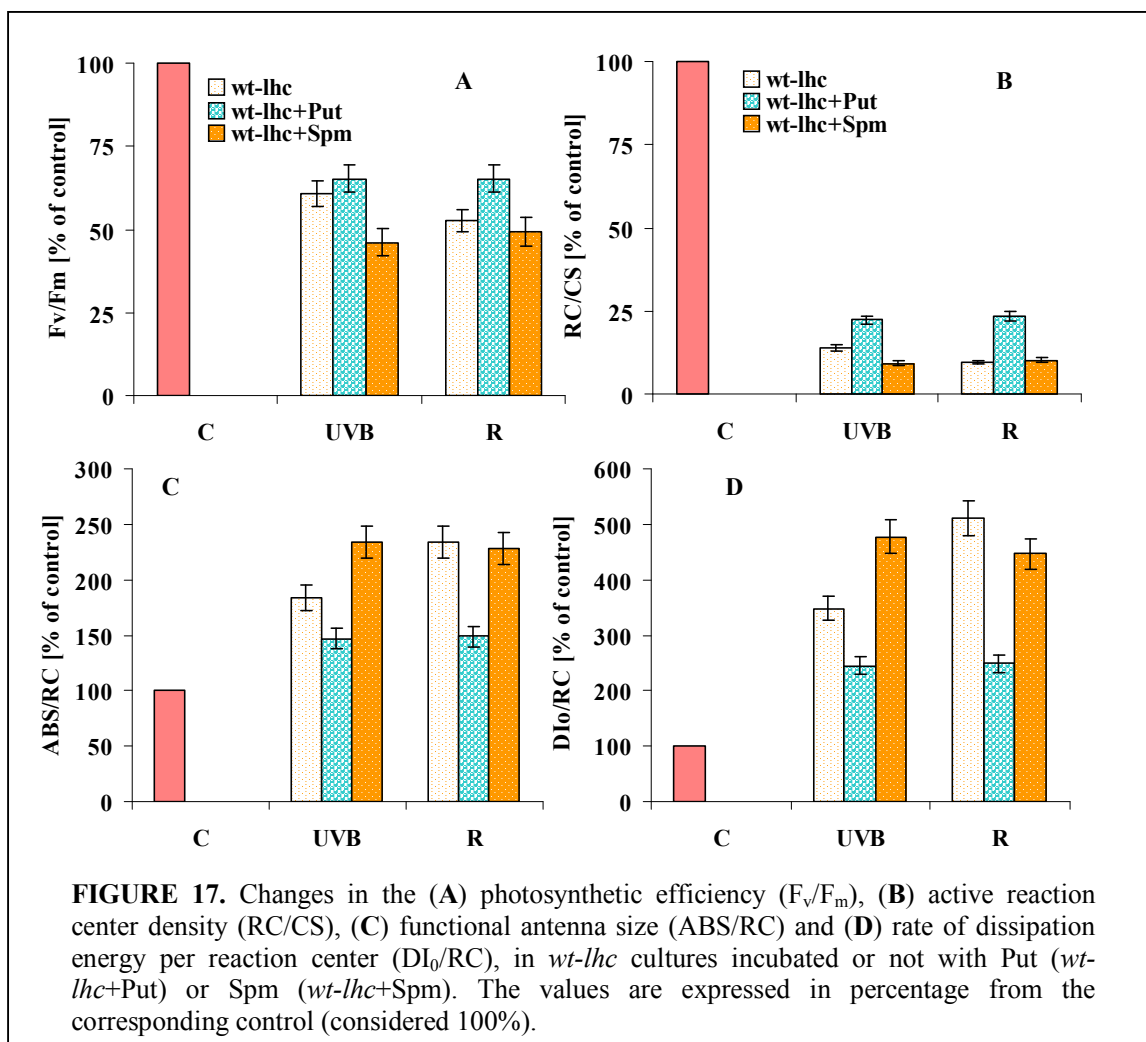 A
Fv/Fm [% of control]
100
75
50
25
0
wt-lhc
wt-lhc+Put
wt-lhc+Spm
C UVB R
B
RC/CS [% of control]
100
75
50
25
0
wt-lhc
wt-lhc+Put
wt-lhc+Spm
C UVB R
C
ABS/RC [% of control]
300
250
200
150
100
50
0
C UVB R
D
DIo/RC [% of control]
600
500
400
300
200
100
0
C UVB R
FIGURE 17. Changes in the (A) photosynthetic efficiency (Fv/Fm), (B) active reaction
center density (RC/CS), (C) functional antenna size (ABS/RC) and (D) rate of dissipation
energy per reaction center (DI0/RC), in wt-lhc cultures incubated or not with Put (wt-
lhc+Put) or Spm (wt-lhc+Spm). The values are expressed in percentage from the
corresponding control (considered 100%).